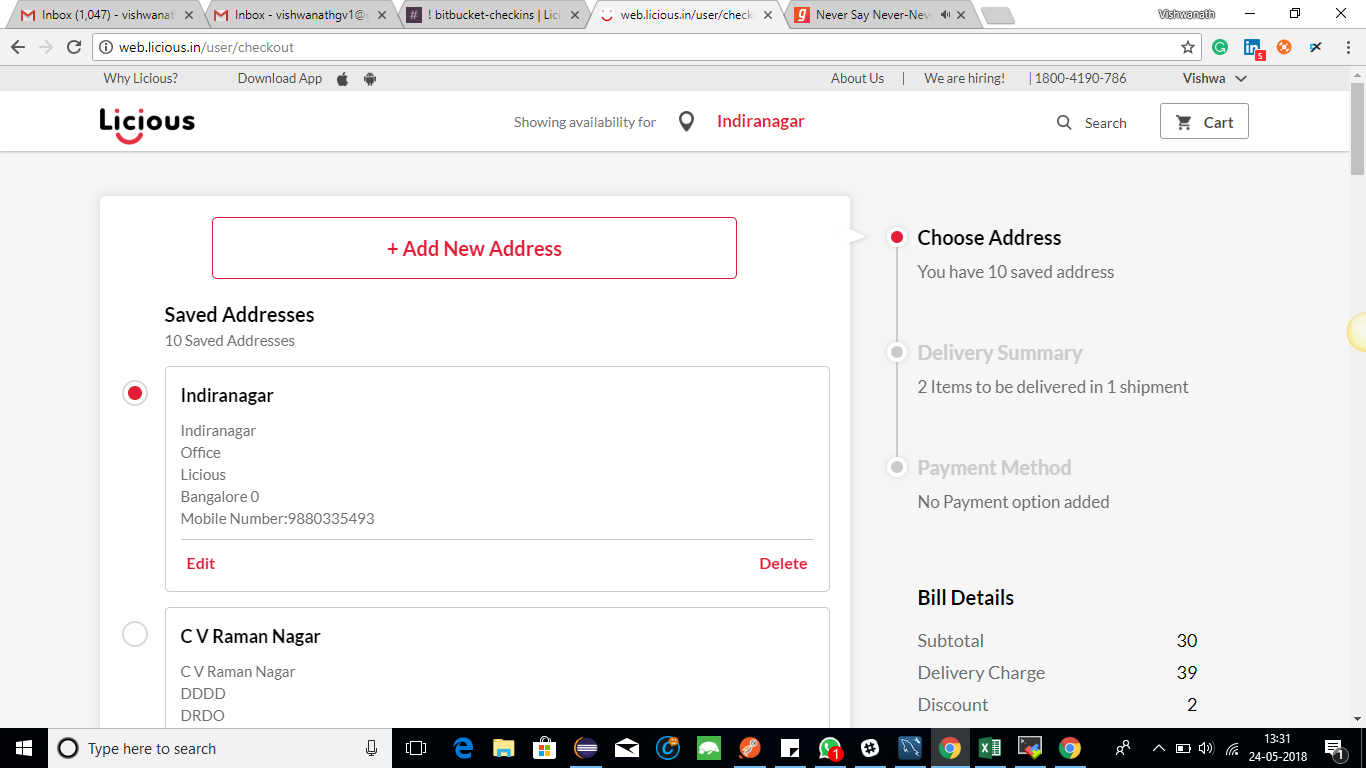 Inbox (1,047) - vishwanat
Inbox - vishwanathgv1@
! bitbucket-checkins | Lici
web.licious.in/user/check
Never Say Never-Neve
Vishwanath
web.licious.in/user/checkout
5
Why Licious?
Download App
About Us
|
We are hiring!
| 1800-4190-786
Vishwa
Licious
Showing availability for
Indiranagar
Search
Cart
+ Add New Address
Saved Addresses
10 Saved Addresses
Indiranagar
Indiranagar
Office
Licious
Bangalore 0
Mobile Number:9880335493
Edit
Delete
C V Raman Nagar
C V Raman Nagar
DDDD
DRDO
Choose Address
You have 10 saved address
Delivery Summary
2 Items to be delivered in 1 shipment
Payment Method
No Payment option added
Bill Details
Subtotal 30
Delivery Charge 39
Discount 2
Type here to search
1
13:31
24-05-2018
1